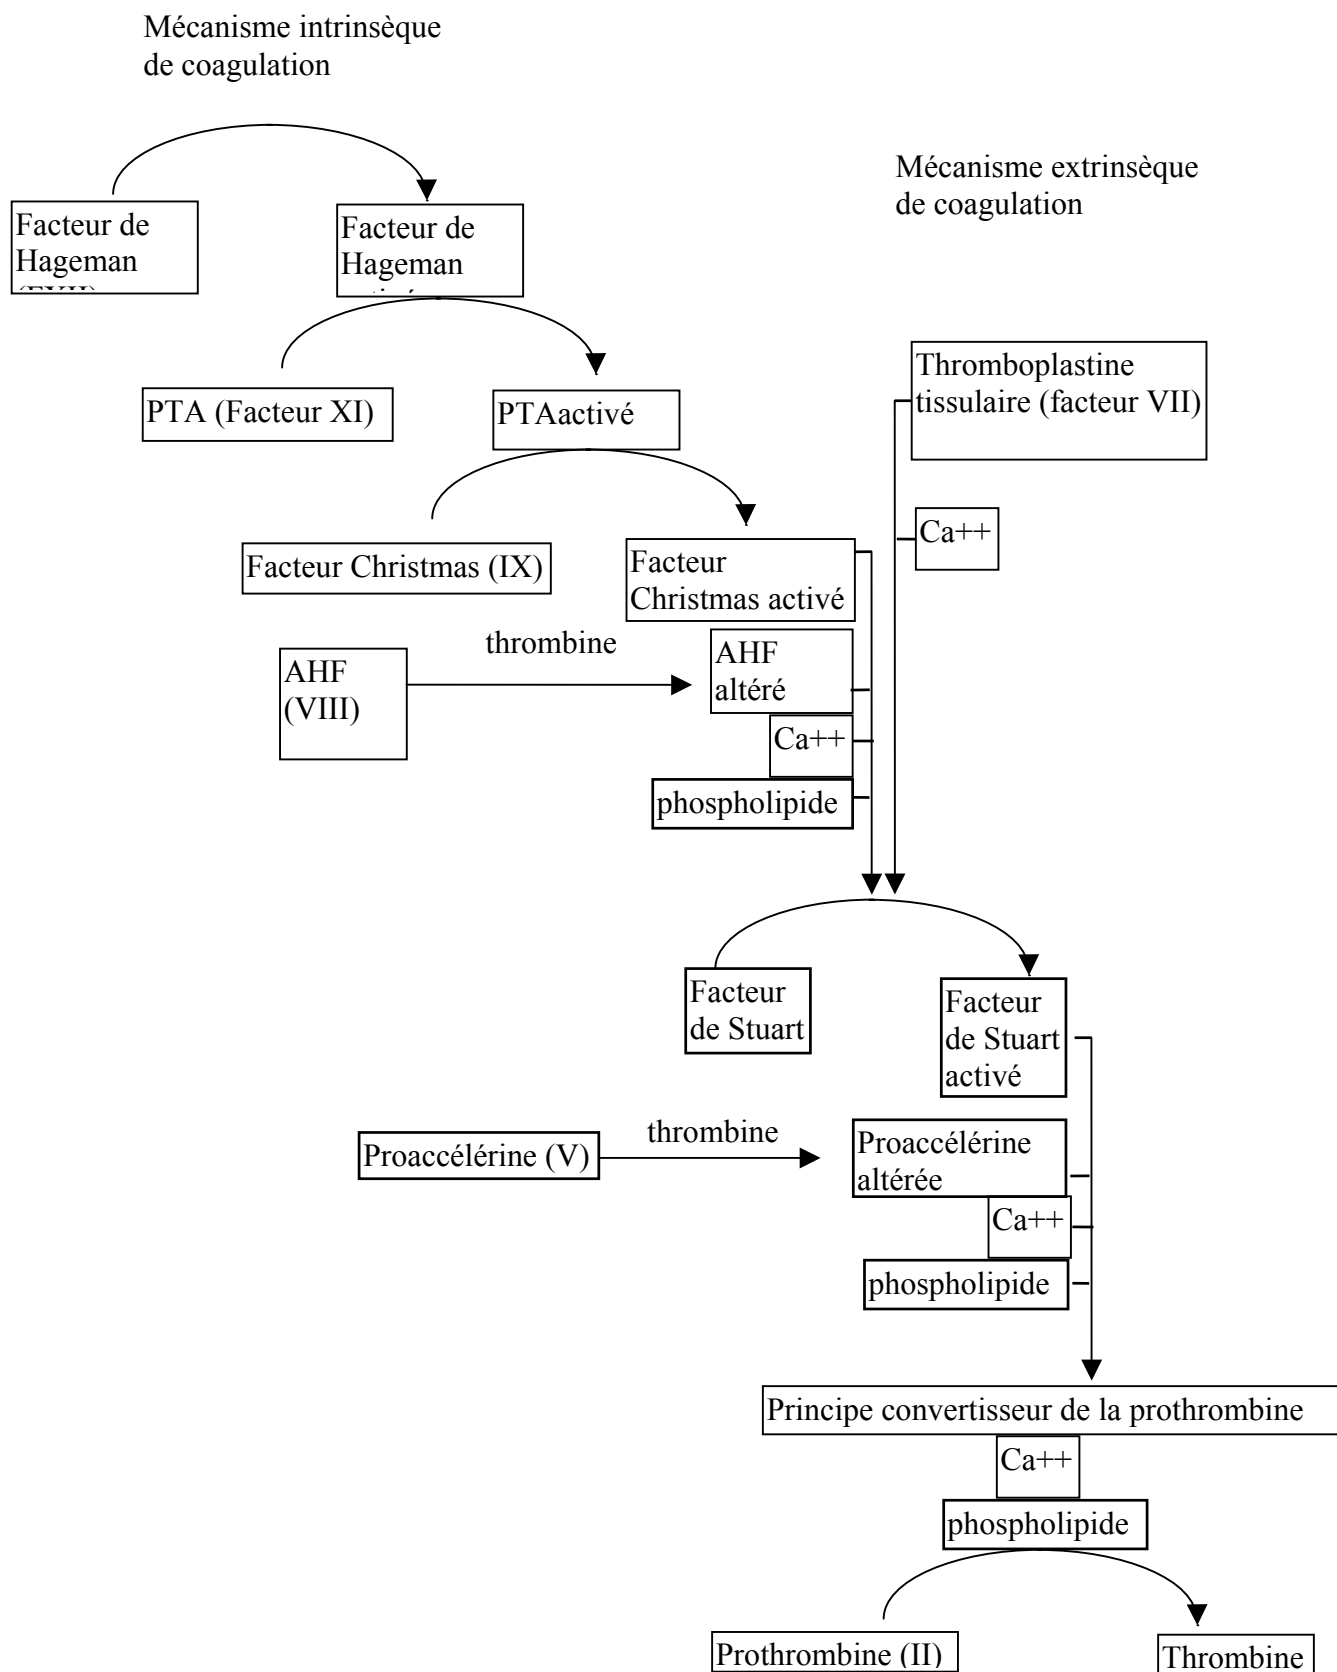 Mécanisme intrinsèque
de coagulation
Mécanisme extrinsèque
de coagulation
Facteur de
Hageman
Facteur de
Hageman
Thromboplastine
tissulaire (facteur VII)
PTA (Facteur XI)
PTAactivé
Ca++
Facteur Christmas (IX)
Facteur
Christmas activé
thrombine
AHF
(VIII)
AHF
altéré
Ca++
phospholipide
Facteur
de Stuart
Facteur
de Stuart
activé
Proaccélérine (V)
thrombine
Proaccélérine
altérée
Ca++
phospholipide
Principe convertisseur de la prothrombine
Ca++
phospholipide
Prothrombine (II)
Thrombine